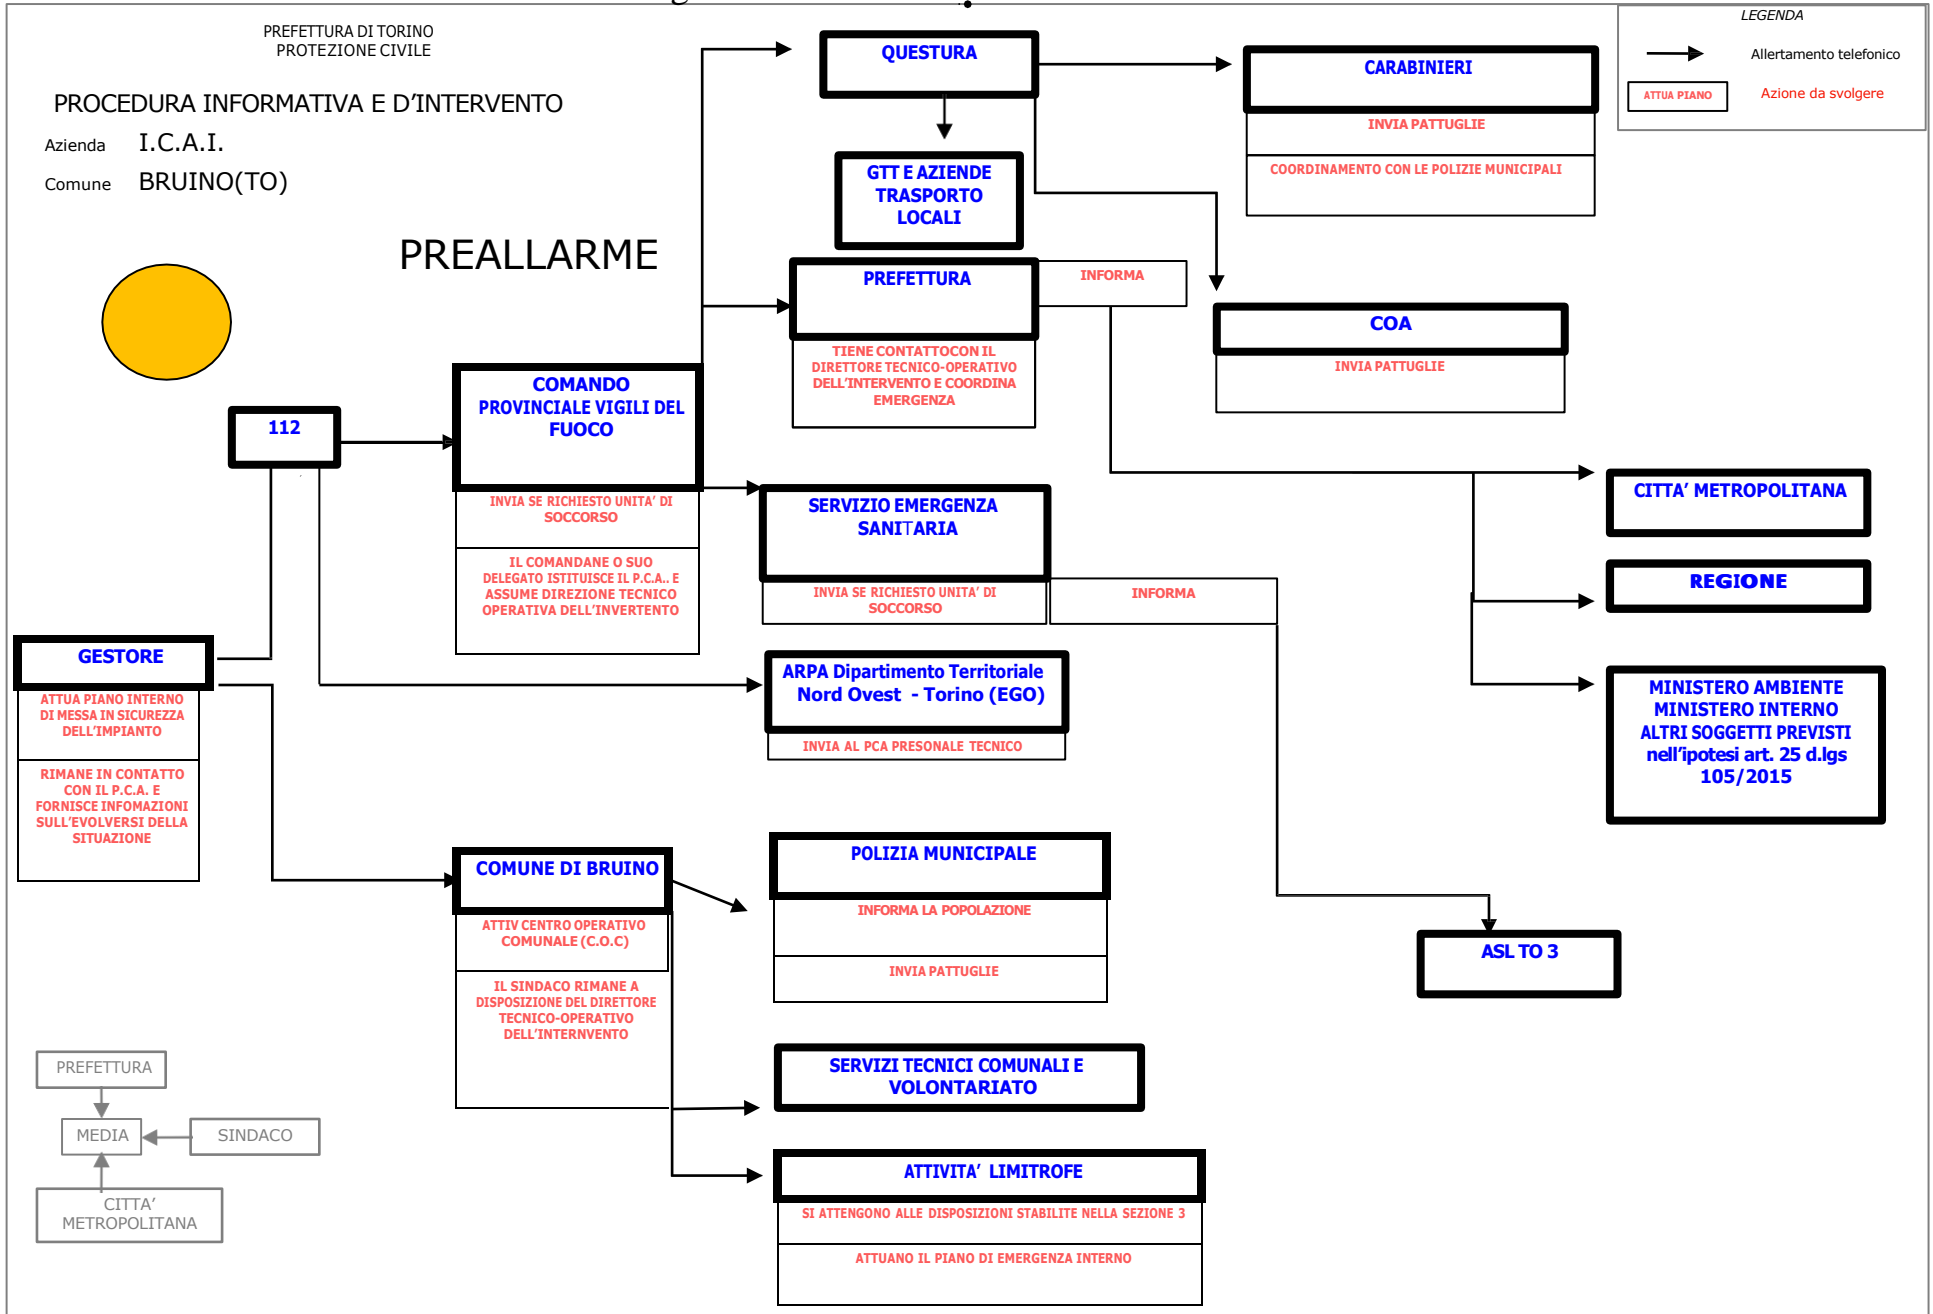 PREFETTURA DI TORINO
PROTEZIONE CIVILE
PROCEDURA INFORMATIVA E D'INTERVENTO
Azienda I.C.A.I.
Comune BRUINO(TO)
PREALLARME
LEGENDA
Allertamento telefonico
ATTUA PIANO
Azione da svolgere
QUESTURA
CARABINIERI
INVIA PATTUGLIE
COORDINAMENTO CON LE POLIZIE MUNICIPALI
GTT E AZIENDE
TRASPORTO
LOCALI
PREFETTURA
INFORMA
TIENE CONTATTOCON IL
DIRETTORE TECNICO-OPERATIVO
DELL'INTERVENTO E COORDINA
EMERGENZA
COA
INVIA PATTUGLIE
112
COMANDO
PROVINCIALE VIGILI DEL
FUOCO
INVIA SE RICHIESTO UNITA' DI
SOCCORSO
IL COMANDANE O SUO
DELEGATO ISTITUISCE IL P.C.A.. E
ASSUME DIREZIONE TECNICO
OPERATIVA DELL'INVERTENTO
SERVIZIO EMERGENZA
SANITARIA
INVIA SE RICHIESTO UNITA' DI
SOCCORSO
INFORMA
CITTA' METROPOLITANA
REGIONE
MINISTERO AMBIENTE
MINISTERO INTERNO
ALTRI SOGGETTI PREVISTI
nell'ipotesi art. 25 d.lgs
105/2015
GESTORE
ATTUA PIANO INTERNO
DI MESSA IN SICUREZZA
DELL'IMPIANTO
RIMANE IN CONTATTO
CON IL P.C.A. E
FORNISCE INFOMAZIONI
SULL'EVOLVERSI DELLA
SITUAZIONE
ARPA Dipartimento Territoriale
Nord Ovest - Torino (EGO)
INVIA AL PCA PRESONALE TECNICO
COMUNE DI BRUINO
ATTIV CENTRO OPERATIVO
COMUNALE (C.O.C)
IL SINDACO RIMANE A
DISPOSIZIONE DEL DIRETTORE
TECNICO-OPERATIVO
DELL'INTERNVENTO
POLIZIA MUNICIPALE
INFORMA LA POPOLAZIONE
INVIA PATTUGLIE
ASL TO 3
SERVIZI TECNICI COMUNALI E
VOLONTARIATO
ATTIVITA' LIMITROFE
SI ATTENGONO ALLE DISPOSIZIONI STABILITE NELLA SEZIONE 3
ATTUANO IL PIANO DI EMERGENZA INTERNO
PREFETTURA
MEDIA
SINDACO
CITTA'
METROPOLITANA